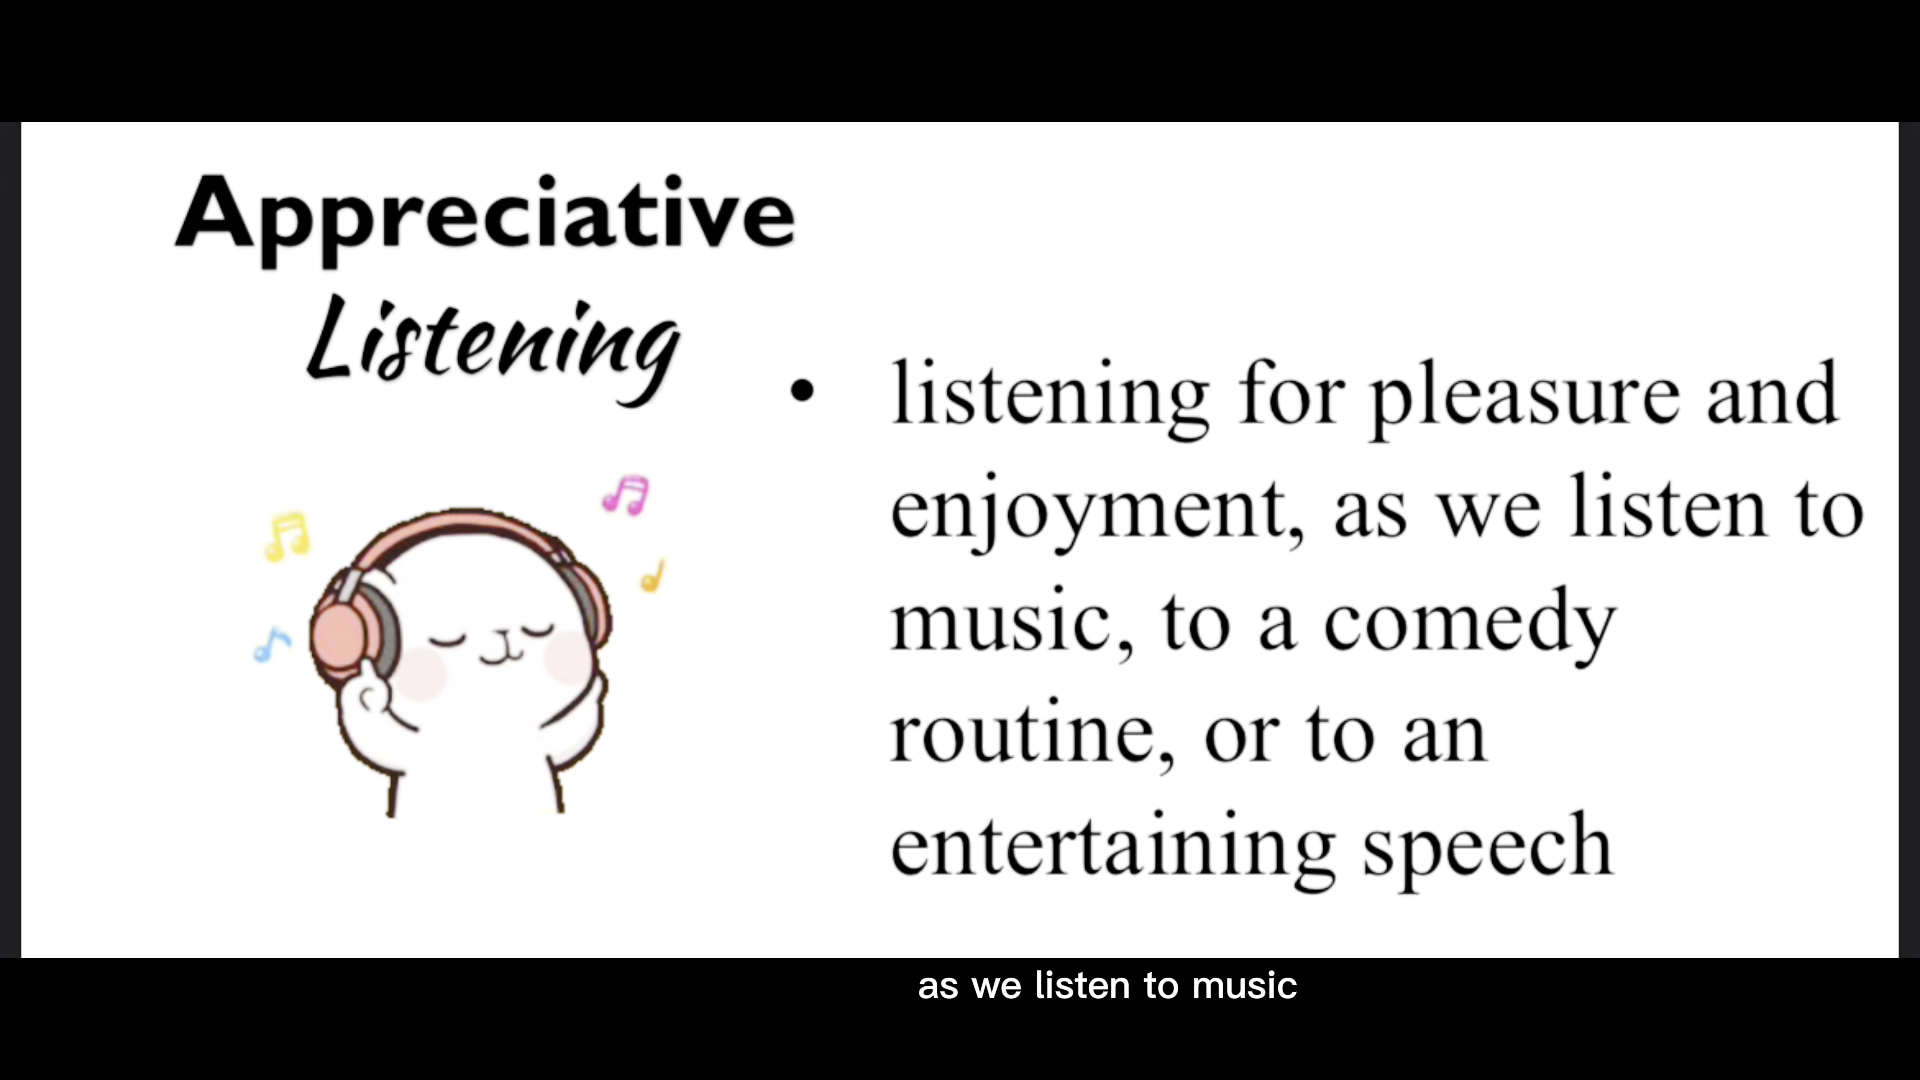 Appreciative
Listening
• listening for pleasure and
enjoyment, as we listen to
music, to a comedy
routine, or to an
entertaining speech
as we listen to music